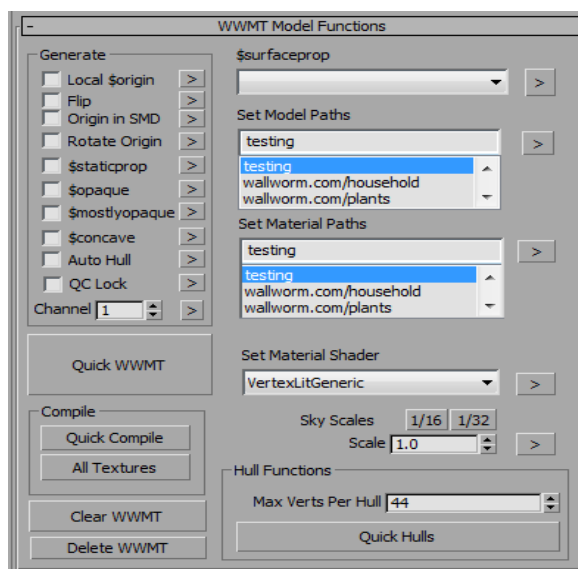 - WWMT Model Functions
Generate
Local $origin >
Flip >
Origin in SMD >
Rotate Origin >
$staticprop >
$opaque >
$mostlyopaque >
$concave >
Auto Hull >
QC Lock >
Channel 1 >
Quick WWMT
Compile
Quick Compile
All Textures
Clear WWMT
Delete WWMT
$surfaceprop
>
Set Model Paths
testing >
testing
wallworm.com/household
wallworm.com/plants
Set Material Paths
testing >
testing
wallworm.com/household
wallworm.com/plants
Set Material Shader
VertexLitGeneric >
Sky Scales 1/16 1/32
Scale 1.0 >
Hull Functions
Max Verts Per Hull 44
Quick Hulls